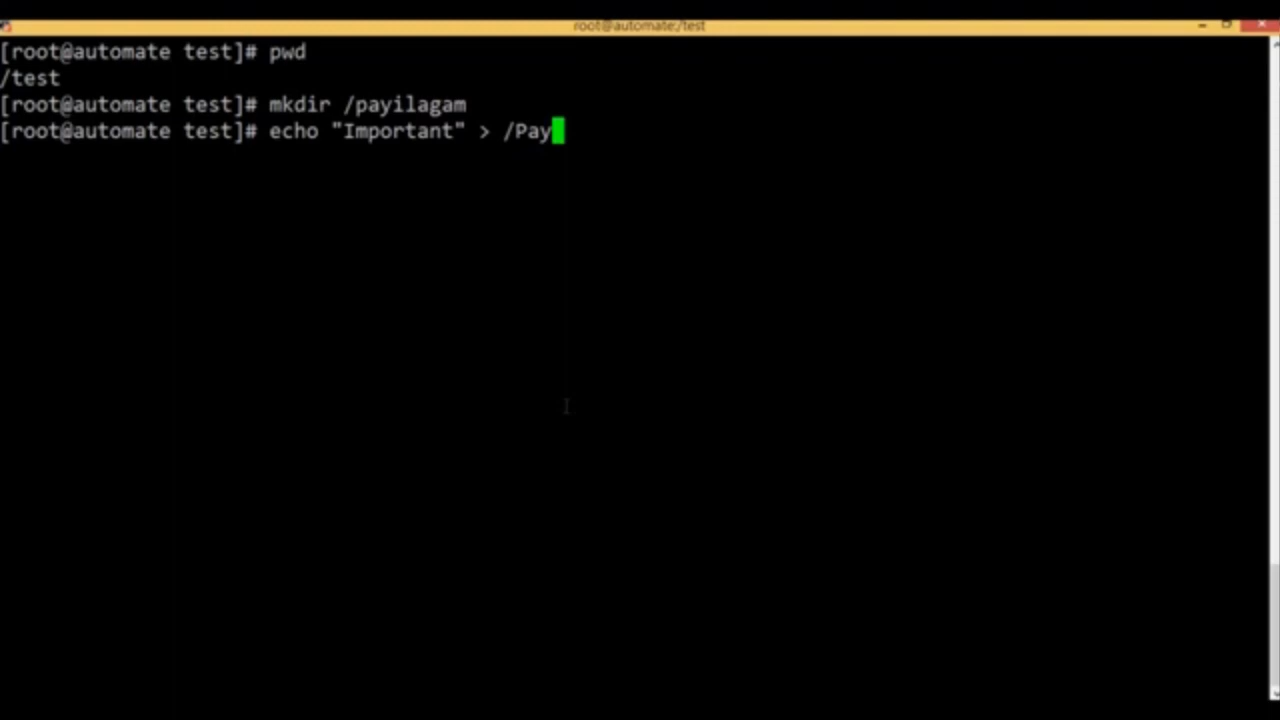 root@automate:/test
[root@automate test]# pwd
/test
[root@automate test]# mkdir /payilagam
[root@automate test]# echo "Important" > /Pay